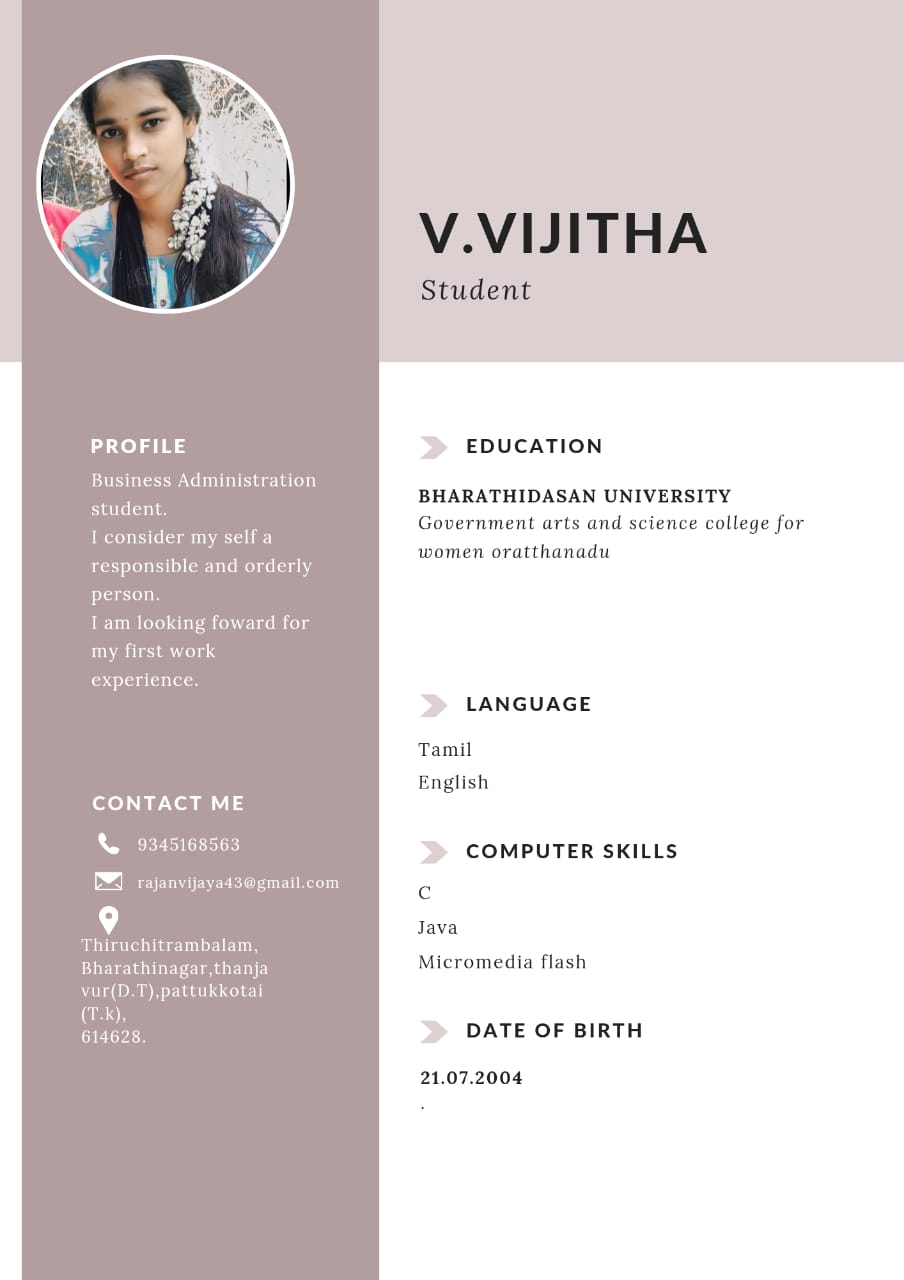 V.VIJITHA
Student
PROFILE
Business Administration
student.
I consider my self a
responsible and orderly
person.
I am looking foward for
my first work
experience.
CONTACT ME
9345168563
rajanvijaya43@gmail.com
Thiruchitrambalam,
Bharathinagar,thanja
vur(D.T),pattukkotai
(T.k),
614628.
EDUCATION
BHARATHIDASAN UNIVERSITY
Government arts and science college for
women oratthanadu
LANGUAGE
Tamil
English
COMPUTER SKILLS
C
Java
Micromedia flash
DATE OF BIRTH
21.07.2004
.